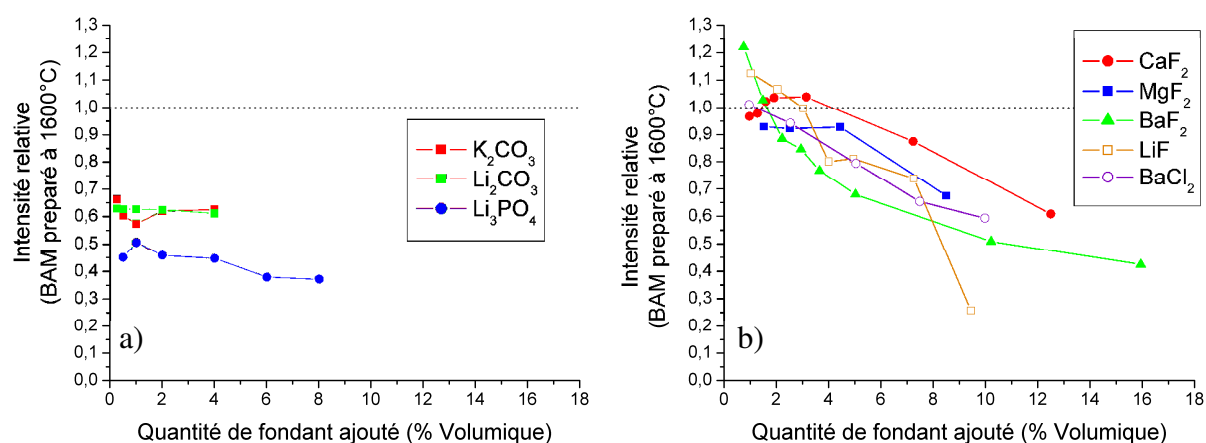 1,3
1,2
1,1
1,0
0,9
0,8
0,7
0,6
0,5
0,4
0,3
0,2
0,1
0,0
Intensité relative
(BAM preparé à 1600°C)
K₂CO₃
Li₂CO₃
Li₃PO₄
a)
0 2 4 6 8 10 12 14 16 18
Quantité de fondant ajouté (% Volumique)
1,3
1,2
1,1
1,0
0,9
0,8
0,7
0,6
0,5
0,4
0,3
0,2
0,1
0,0
Intensité relative
(BAM preparé à 1600°C)
CaF₂
MgF₂
BaF₂
LiF
BaCl₂
b)
0 2 4 6 8 10 12 14 16 18
Quantité de fondant ajouté (% Volumique)